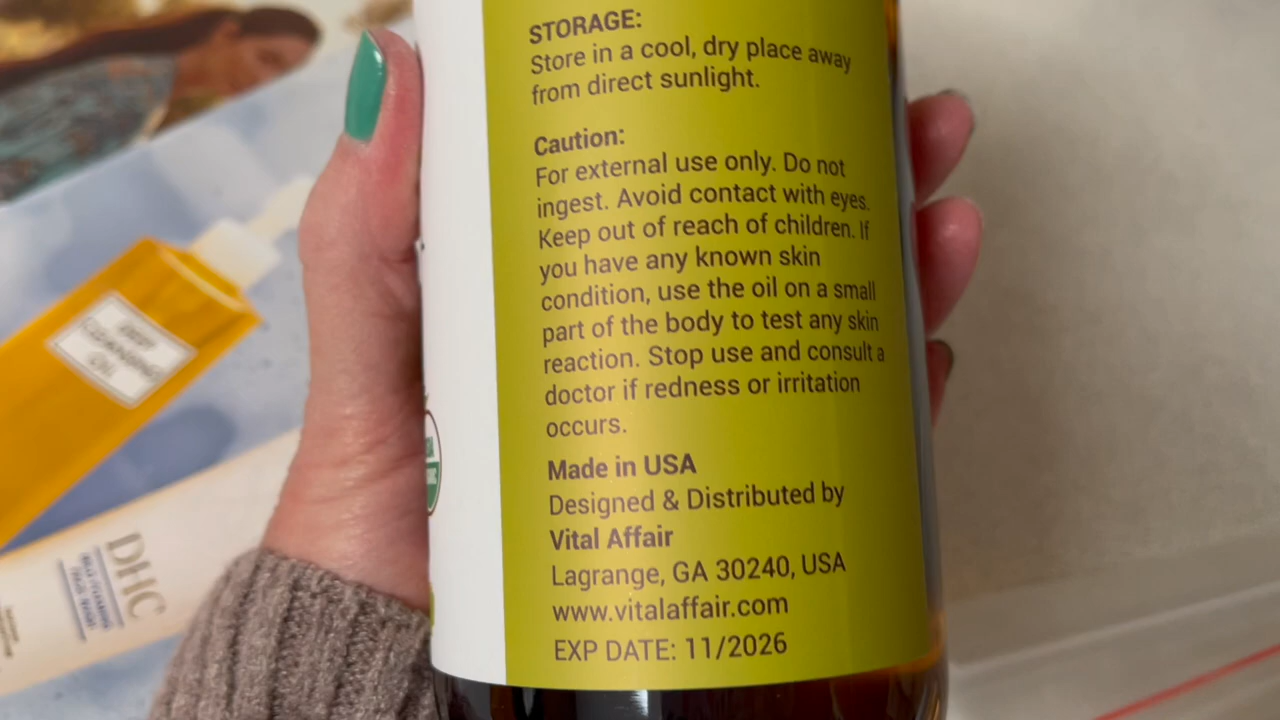 STORAGE:
Store in a cool, dry place away
from direct sunlight.
Caution:
For external use only. Do not
ingest. Avoid contact with eyes.
Keep out of reach of children. If
you have any known skin
condition, use the oil on a small
part of the body to test any skin
reaction. Stop use and consult a
doctor if redness or irritation
occurs.
Made in USA
Designed & Distributed by
Vital Affair
Lagrange, GA 30240, USA
www.vitalaffair.com
EXP DATE: 11/2026
DEEP
CLEANSING
OIL
DHC